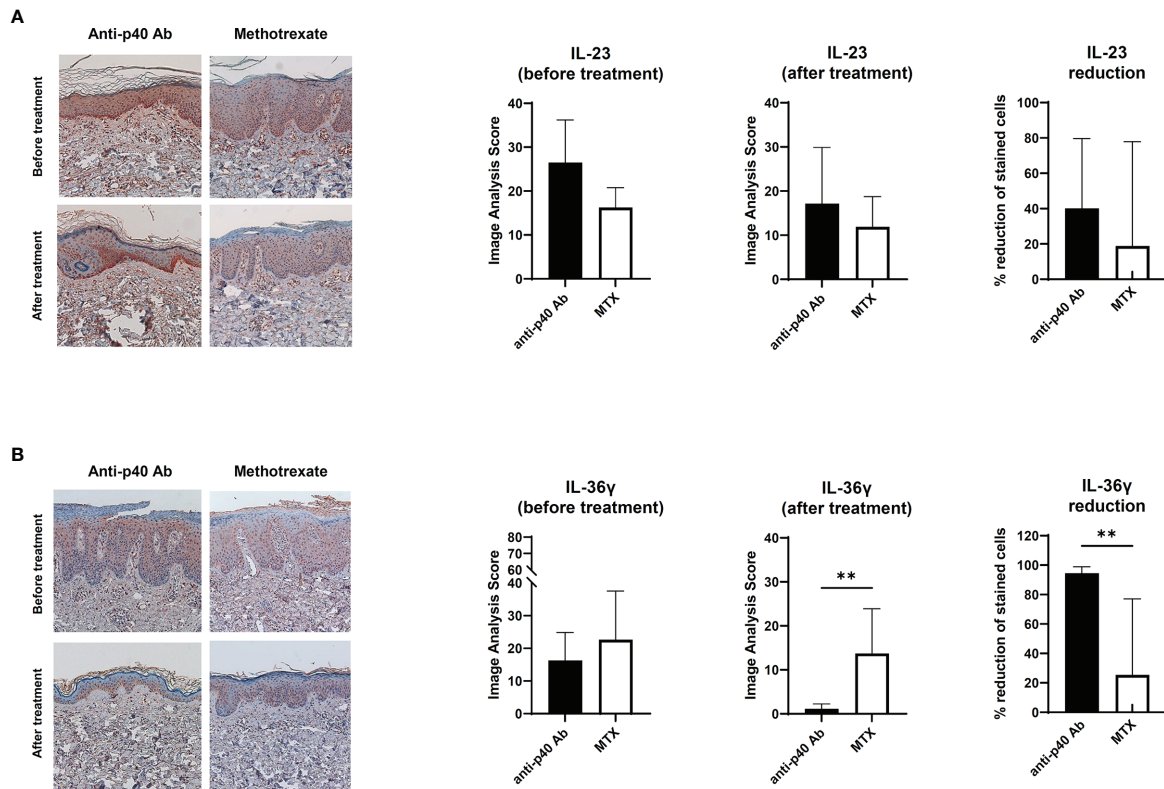 A
Anti-p40 Ab
Methotrexate
Before treatment
After treatment
IL-23
(before treatment)
Image Analysis Score
40
30
20
10
0
anti-p40 Ab
MTX
IL-23
(after treatment)
Image Analysis Score
40
30
20
10
0
anti-p40 Ab
MTX
IL-23
reduction
% reduction of stained cells
100
80
60
40
20
0
anti-p40 Ab
MTX
B
Anti-p40 Ab
Methotrexate
Before treatment
After treatment
IL-36γ
(before treatment)
Image Analysis Score
80
70
60
40
30
20
10
0
anti-p40 Ab
MTX
IL-36γ
(after treatment)
Image Analysis Score
40
30
20
10
0
**
anti-p40 Ab
MTX
IL-36γ
reduction
% reduction of stained cells
120
100
80
60
40
20
0
**
anti-p40 Ab
MTX